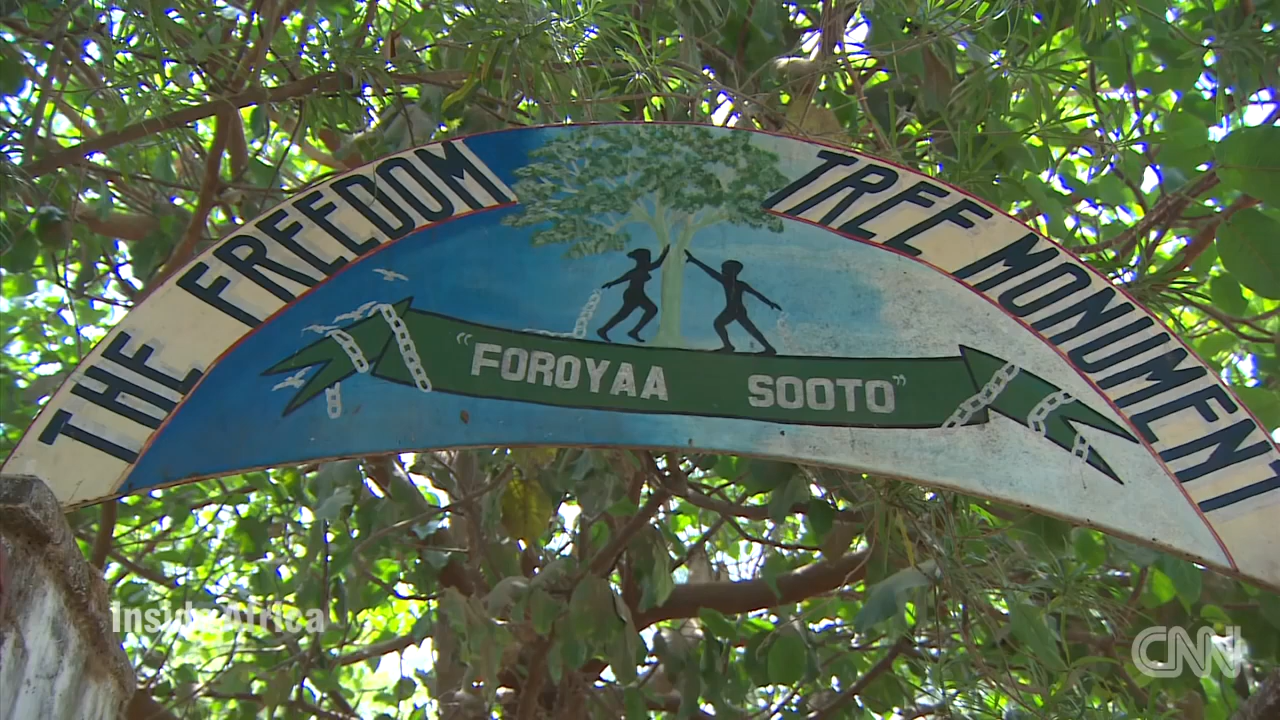 THE FREEDOM TREE MONUMENT
"FOROYAA SOOTO"
Inside Africa
CNN